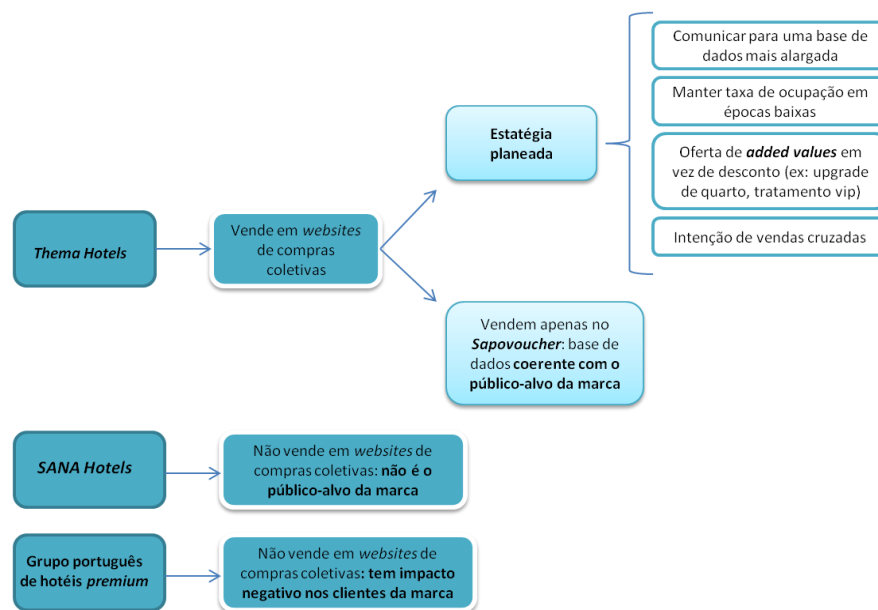 Thema Hotels
Vende em websites
de compras
coletivas
Estatégia
planeada
Comunicar para uma base de
dados mais alargada
Manter taxa de ocupação em
épocas baixas
Oferta de added values em
vez de desconto (ex: upgrade
de quarto, tratamento vip)
Intenção de vendas cruzadas
Vendem apenas no
Sapovoucher: base de
dados coerente com o
público-alvo da marca
SANA Hotels
Não vende em websites de
compras coletivas: não é o
público-alvo da marca
Grupo português
de hotéis premium
Não vende em websites de
compras coletivas: tem impacto
negativo nos clientes da marca